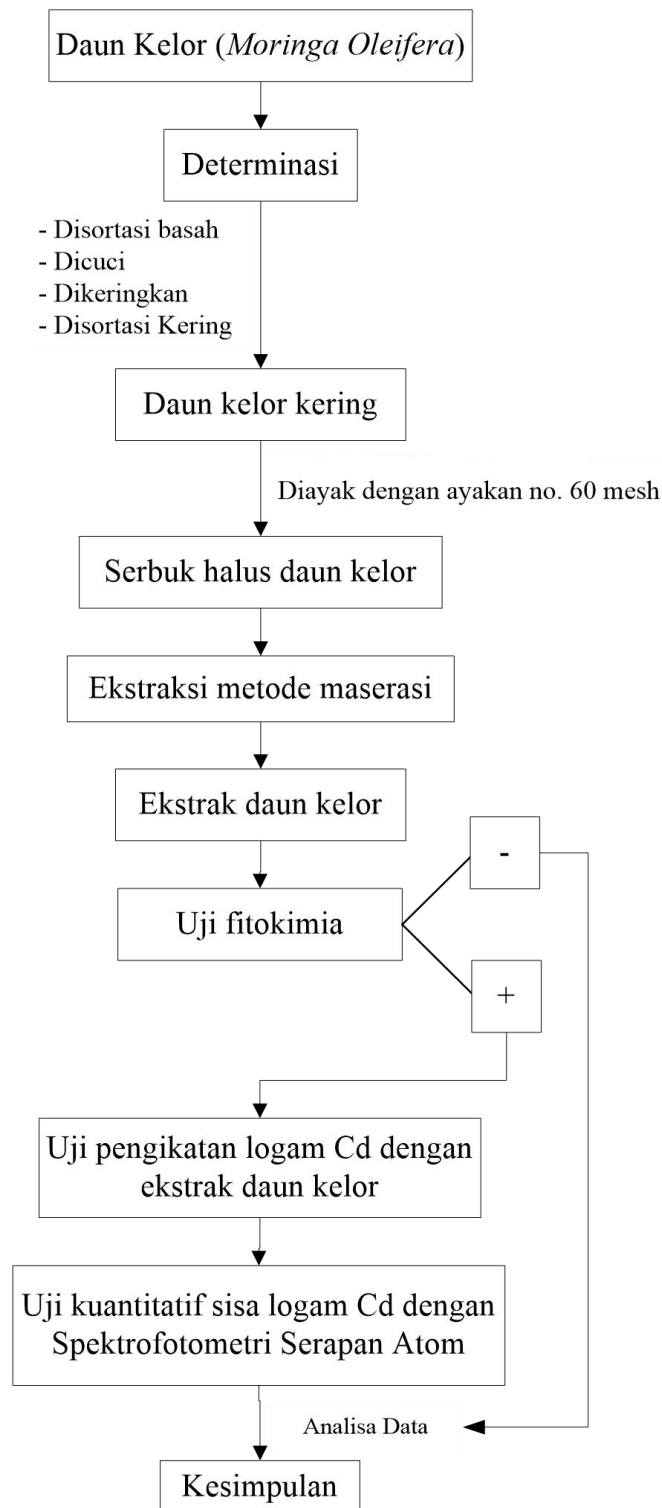 Daun Kelor (Moringa Oleifera)
Determinasi
- Disortasi basah
- Dicuci
- Dikeringkan
- Disortasi Kering
Daun kelor kering
Diayak dengan ayakan no. 60 mesh
Serbuk halus daun kelor
Ekstraksi metode maserasi
Ekstrak daun kelor
-
Uji fitokimia
+
Uji pengikatan logam Cd dengan
ekstrak daun kelor
Uji kuantitatif sisa logam Cd dengan
Spektrofotometri Serapan Atom
Analisa Data
Kesimpulan